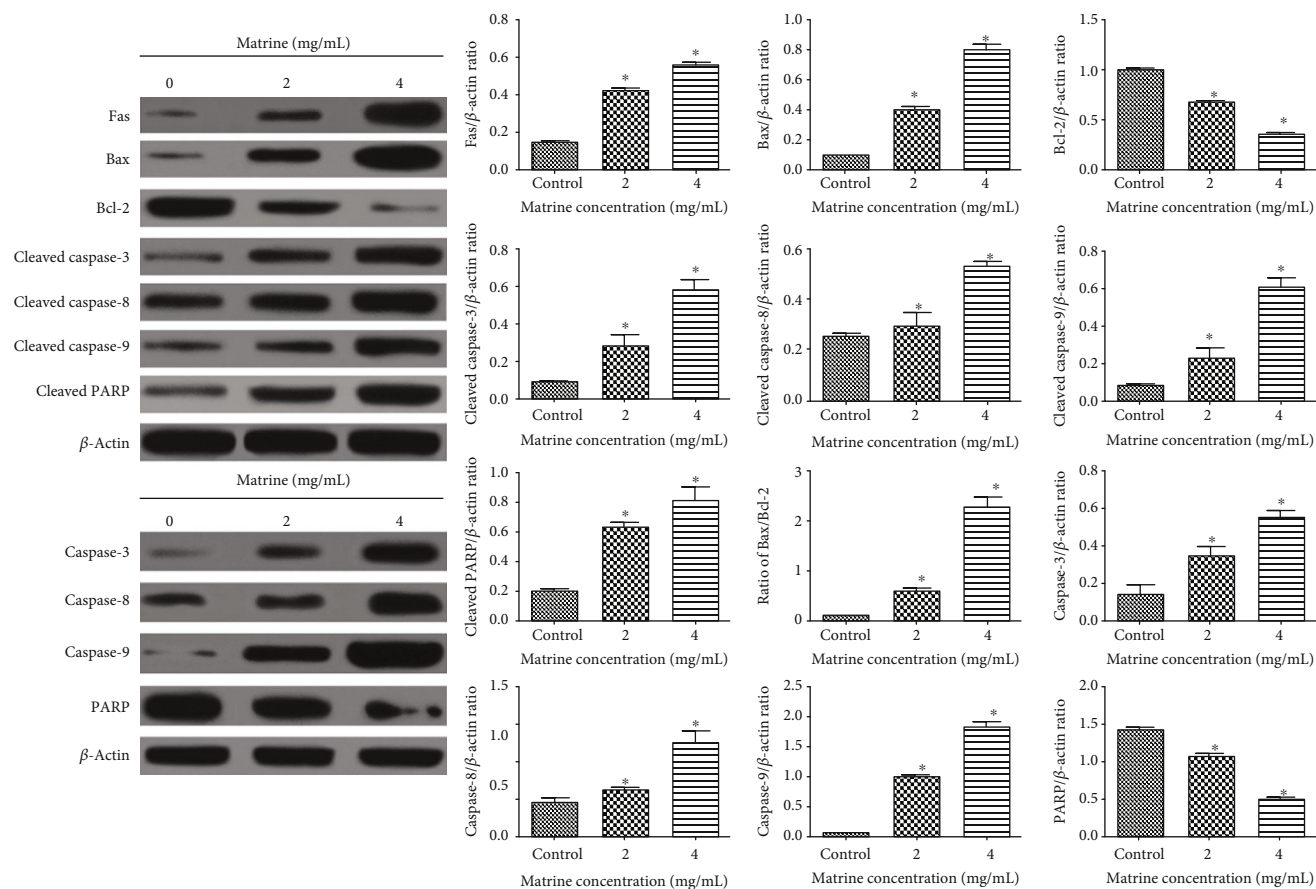 Matrine (mg/mL)
0 2 4
Fas
Bax
Bcl-2
Cleaved caspase-3
Cleaved caspase-8
Cleaved caspase-9
Cleaved PARP
β-Actin
Matrine (mg/mL)
0 2 4
Caspase-3
Caspase-8
Caspase-9
PARP
β-Actin
Fas/β-actin ratio
0.8
0.6
0.4
0.2
0.0
* *
Control 2 4
Matrine concentration (mg/mL)
Bax/β-actin ratio
1.0
0.8
0.6
0.4
0.2
0.0
* *
Control 2 4
Matrine concentration (mg/mL)
Bcl-2/β-actin ratio
1.5
1.0
0.5
0.0
* *
Control 2 4
Matrine concentration (mg/mL)
Cleaved caspase-3/β-actin ratio
0.8
0.6
0.4
0.2
0.0
* *
Control 2 4
Matrine concentration (mg/mL)
Cleaved caspase-8/β-actin ratio
0.6
0.4
0.2
0.0
* *
Control 2 4
Matrine concentration (mg/mL)
Cleaved caspase-9/β-actin ratio
0.8
0.6
0.4
0.2
0.0
* *
Control 2 4
Matrine concentration (mg/mL)
Cleaved PARP/β-actin ratio
1.0
0.8
0.6
0.4
0.2
0.0
* *
Control 2 4
Matrine concentration (mg/mL)
Ratio of Bax/Bcl-2
3
2
1
0
* *
Control 2 4
Matrine concentration (mg/mL)
Caspase-3/β-actin ratio
0.8
0.6
0.4
0.2
0.0
* *
Control 2 4
Matrine concentration (mg/mL)
Caspase-8/β-actin ratio
1.5
1.0
0.5
0.0
* *
Control 2 4
Matrine concentration (mg/mL)
Caspase-9/β-actin ratio
2.5
2.0
1.5
1.0
0.5
0.0
* *
Control 2 4
Matrine concentration (mg/mL)
PARP/β-actin ratio
2.0
1.5
1.0
0.5
0.0
* *
Control 2 4
Matrine concentration (mg/mL)